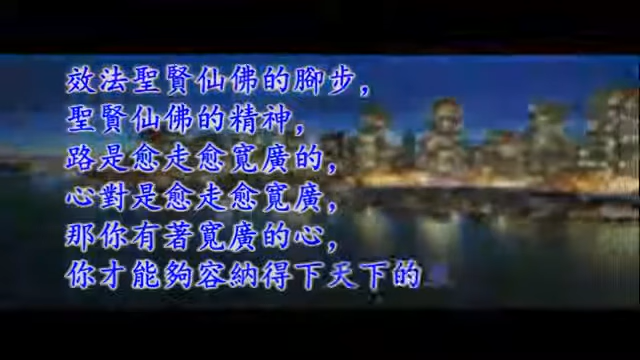 效法聖賢仙佛的腳步，
聖賢仙佛的精神，
路是愈走愈寬廣的，
心對是愈走愈寬廣，
那你有著寬廣的心，
你才能夠容納得下天下的